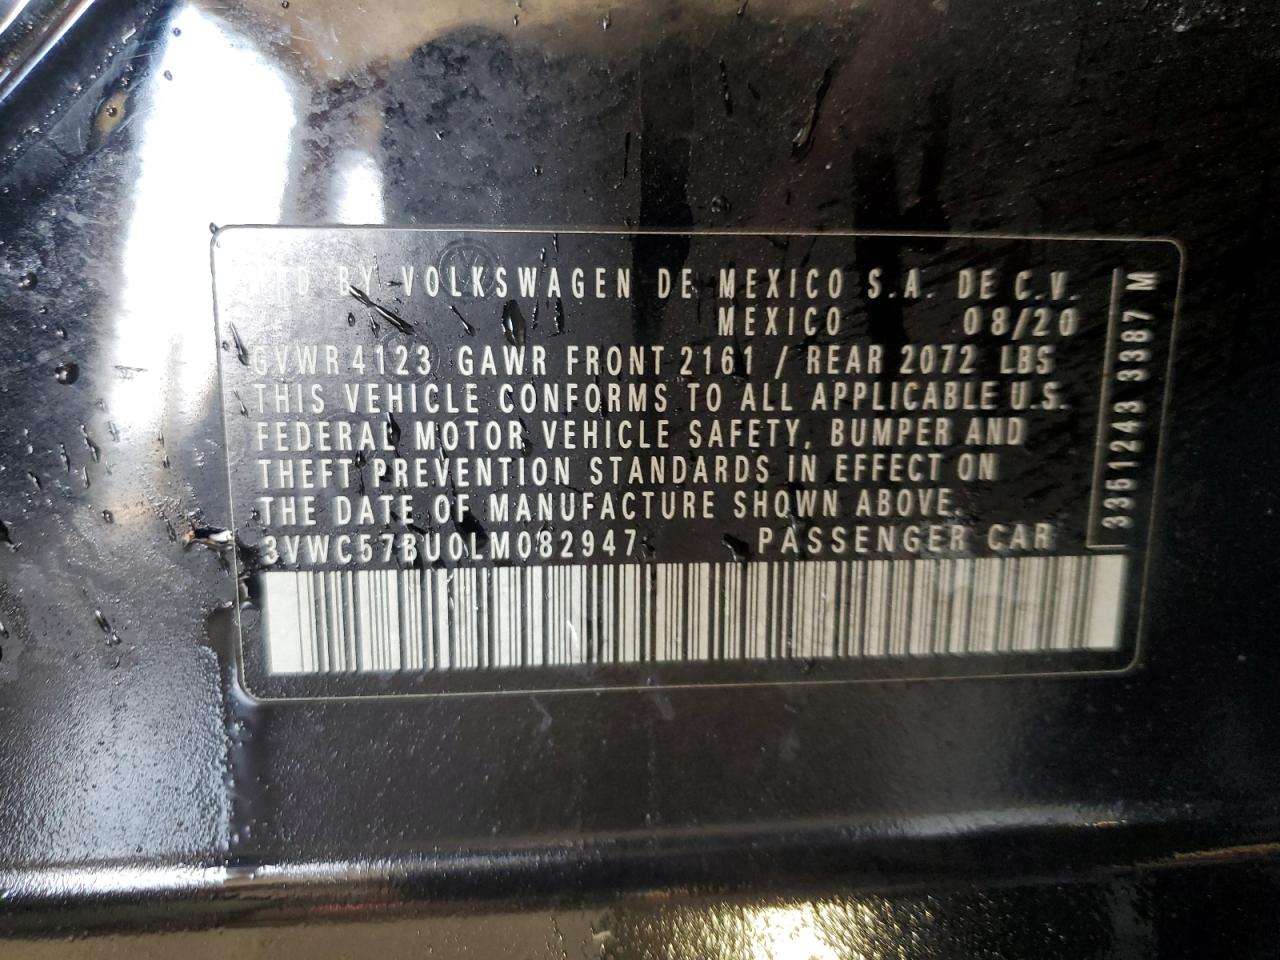 MFD BY VOLKSWAGEN DE MEXICO S.A. DE C.V.
MEXICO 08/20
GVWR 4123 GAWR FRONT 2161 / REAR 2072 LBS
THIS VEHICLE CONFORMS TO ALL APPLICABLE U.S.
FEDERAL MOTOR VEHICLE SAFETY, BUMPER AND
THEFT PREVENTION STANDARDS IN EFFECT ON
THE DATE OF MANUFACTURE SHOWN ABOVE.
3VWC57BU0LM082947 PASSENGER CAR
3351243 3387 M